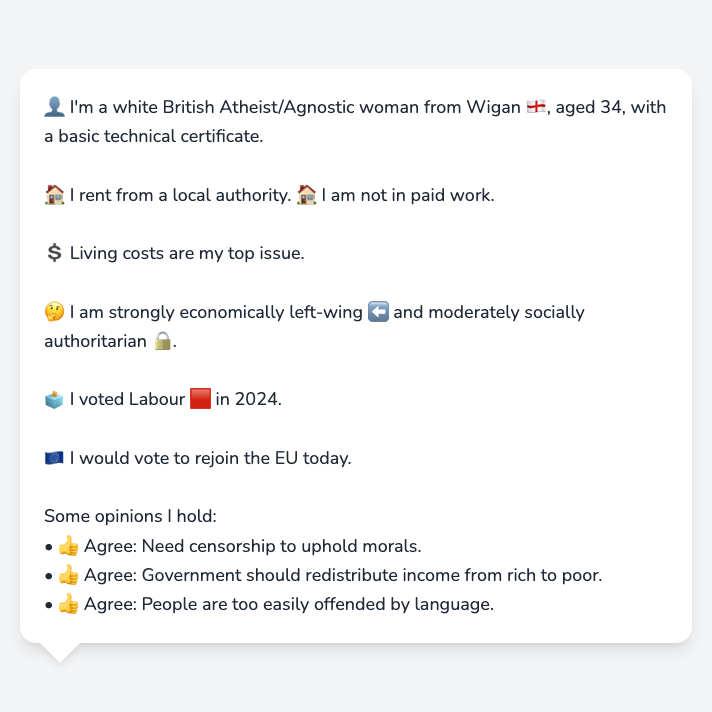 👤 I'm a white British Atheist/Agnostic woman from Wigan 🏴󠁧󠁢󠁥󠁮󠁧󠁿, aged 34, with
a basic technical certificate.
🏠 I rent from a local authority. 🏠 I am not in paid work.
💲 Living costs are my top issue.
🤔 I am strongly economically left-wing ⬅️ and moderately socially
authoritarian 🔒.
🗳️ I voted Labour 🟥 in 2024.
🇪🇺 I would vote to rejoin the EU today.
Some opinions I hold:
• 👍 Agree: Need censorship to uphold morals.
• 👍 Agree: Government should redistribute income from rich to poor.
• 👍 Agree: People are too easily offended by language.